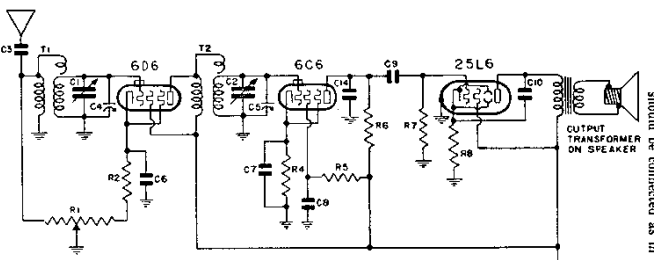 T1
T2
6D6
6C6
25L6
C3
C1
C4
C2
C5
C14
C9
C10
R6
R7
R8
R2
C6
C7
R4
R5
C8
R1
OUTPUT
TRANSFORMER
ON SPEAKER